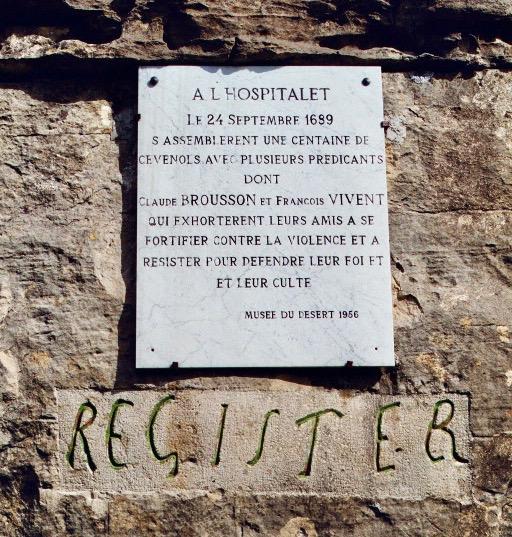 A L HOSPITALET
LE 24 SEPTEMBRE 1689
S ASSEMBLERENT UNE CENTAINE DE
CEVENOLS AVEC PLUSIEURS PREDICANTS
DONT
CLAUDE BROUSSON ET FRANCOIS VIVENT
QUI EXHORTERENT LEURS AMIS A SE
FORTIFIER CONTRE LA VIOLENCE ET A
RESISTER POUR DEFENDRE LEUR FOI ET
ET LEUR CULTE
MUSEE DU DESERT 1956
REGISTER